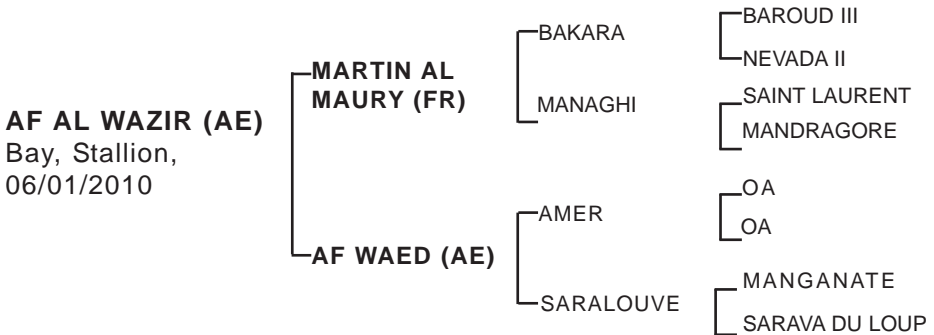 AF AL WAZIR (AE)
Bay, Stallion,
06/01/2010
MARTIN AL
MAURY (FR)
AF WAED (AE)
BAKARA
MANAGHI
AMER
SARALOUVE
BAROUD III
NEVADA II
SAINT LAURENT
MANDRAGORE
OA
OA
MANGANATE
SARAVA DU LOUP